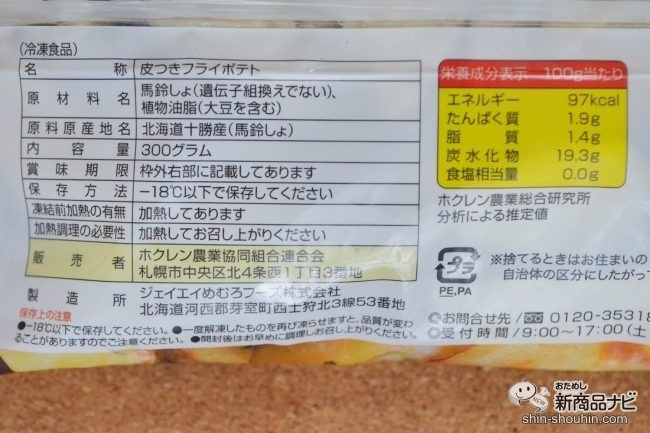 (冷凍食品)
名 称 皮つきフライポテト
原材料名 馬鈴しょ(遺伝子組換えでない)、
植物油脂(大豆を含む)
原料原産地名 北海道十勝産(馬鈴しょ)
内容量 300グラム
賞味期限 枠外右部に記載してあります
保存方法 −18℃以下で保存してください
凍結前加熱の有無 加熱してあります
加熱調理の必要性 加熱してお召し上がりください
販売者 ホクレン農業協同組合連合会
札幌市中央区北4条西1丁目3番地
製造所 ジェイエイめむろフーズ株式会社
北海道河西郡芽室町西士狩北3線53番地
保存上の注意
●−18℃以下で保存してください。●一度解凍したものを再び凍らせますと、品質が変わ
ることがありますのでご注意ください。●開封後はお早めに調理しお召し上がりください。
栄養成分表示 100g当たり
エネルギー 97kcal
たんぱく質 1.9g
脂質 1.4g
炭水化物 19.3g
食塩相当量 0.0g
ホクレン農業総合研究所
分析による推定値
プラ
PE,PA
※捨てるときはお住まいの
自治体の区分にしたがっ
◎お問合せ先/ 0120-35318
◎受付時間/9:00〜17:00(土
おためし
新商品ナビ
NEW
shin-shouhin.com